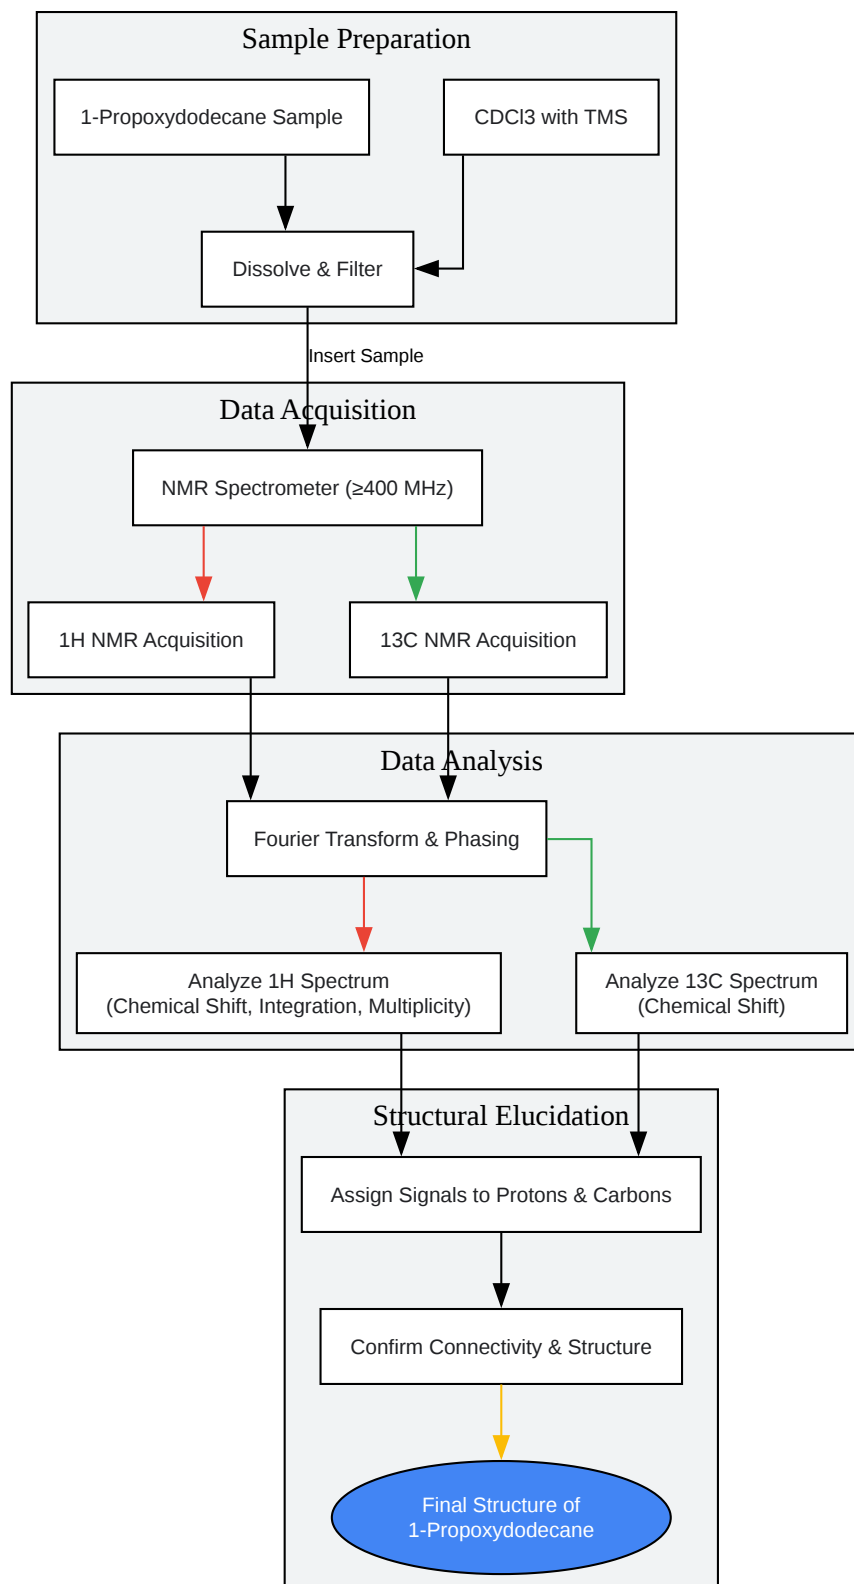 Sample Preparation
1-Propoxydodecane Sample
CDCl3 with TMS
Dissolve & Filter
Insert Sample
Data Acquisition
NMR Spectrometer (≥400 MHz)
1H NMR Acquisition
13C NMR Acquisition
Data Analysis
Fourier Transform & Phasing
Analyze 1H Spectrum
(Chemical Shift, Integration, Multiplicity)
Analyze 13C Spectrum
(Chemical Shift)
Structural Elucidation
Assign Signals to Protons & Carbons
Confirm Connectivity & Structure
Final Structure of
1-Propoxydodecane